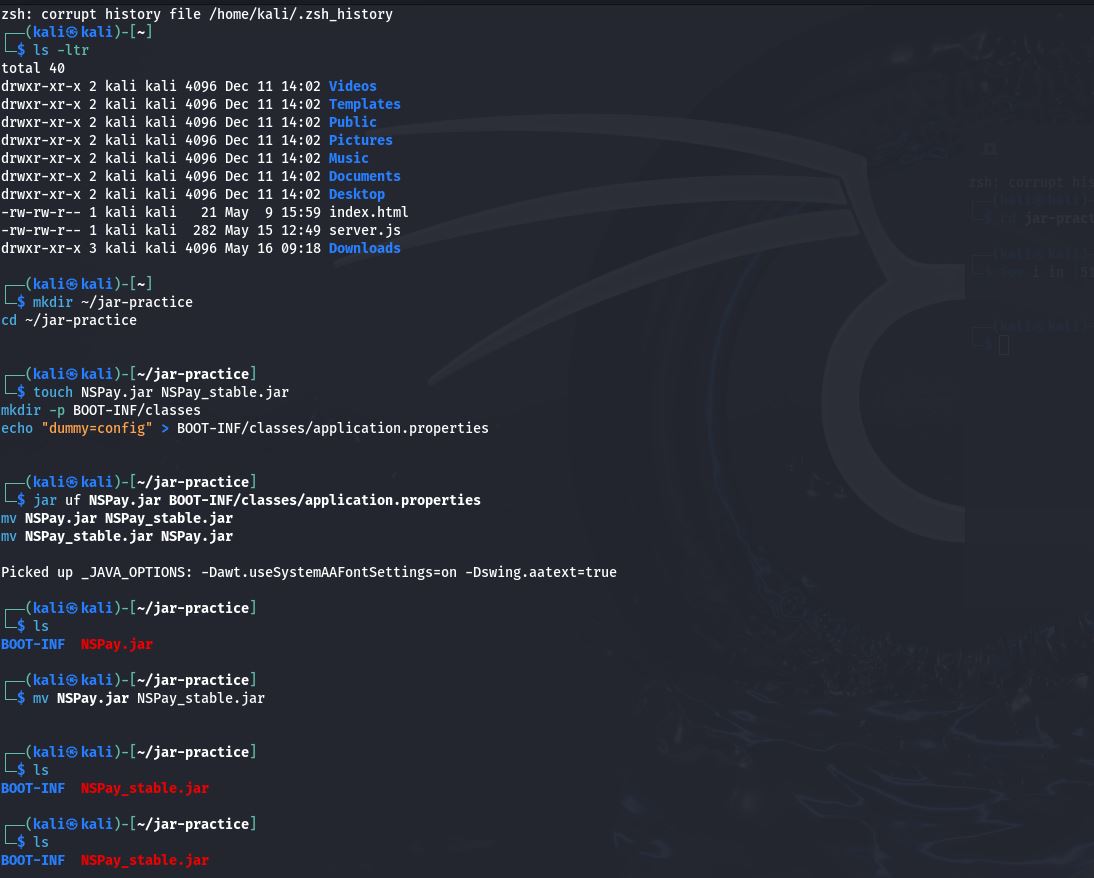 zsh: corrupt history file /home/kali/.zsh_history
┌──(kali㉿kali)-[~]
└─$ ls -ltr
total 40
drwxr-xr-x 2 kali kali 4096 Dec 11 14:02 Videos
drwxr-xr-x 2 kali kali 4096 Dec 11 14:02 Templates
drwxr-xr-x 2 kali kali 4096 Dec 11 14:02 Public
drwxr-xr-x 2 kali kali 4096 Dec 11 14:02 Pictures
drwxr-xr-x 2 kali kali 4096 Dec 11 14:02 Music
drwxr-xr-x 2 kali kali 4096 Dec 11 14:02 Documents
drwxr-xr-x 2 kali kali 4096 Dec 11 14:02 Desktop
-rw-rw-r-- 1 kali kali   21 May  9 15:59 index.html
-rw-rw-r-- 1 kali kali  282 May 15 12:49 server.js
drwxr-xr-x 3 kali kali 4096 May 16 09:18 Downloads
┌──(kali㉿kali)-[~]
└─$ mkdir ~/jar-practice
cd ~/jar-practice
┌──(kali㉿kali)-[~/jar-practice]
└─$ touch NSPay.jar NSPay_stable.jar
mkdir -p BOOT-INF/classes
echo "dummy=config" > BOOT-INF/classes/application.properties
┌──(kali㉿kali)-[~/jar-practice]
└─$ jar uf NSPay.jar BOOT-INF/classes/application.properties
mv NSPay.jar NSPay_stable.jar
mv NSPay_stable.jar NSPay.jar
Picked up _JAVA_OPTIONS: -Dawt.useSystemAAFontSettings=on -Dswing.aatext=true
┌──(kali㉿kali)-[~/jar-practice]
└─$ ls
BOOT-INF  NSPay.jar
┌──(kali㉿kali)-[~/jar-practice]
└─$ mv NSPay.jar NSPay_stable.jar
┌──(kali㉿kali)-[~/jar-practice]
└─$ ls
BOOT-INF  NSPay_stable.jar
┌──(kali㉿kali)-[~/jar-practice]
└─$ ls
BOOT-INF  NSPay_stable.jar
zsh: corrupt
┌──(kali㉿kali)-
└─$ cd
┌──(kali㉿kali)-
i in
┌──(kali㉿kali)-
└─$